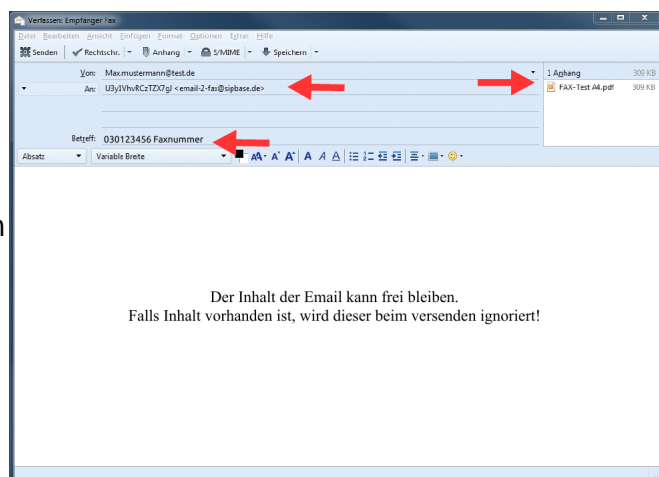 Verfassen: Empfänger Fax
Datei Bearbeiten Ansicht Einfügen Format Optionen Extras Hilfe
Senden Rechtschr. Anhang S/MIME Speichern
Von: Max.mustermann@test.de 1 Anhang 309 KB
An: U3y1VhvRCzTZX7gJ <email-2-fax@sipbase.de> FAX-Test A4.pdf 309 KB
Betreff: 030123456 Faxnummer
Absatz Variable Breite
n
Der Inhalt der Email kann frei bleiben.
Falls Inhalt vorhanden ist, wird dieser beim versenden ignoriert!